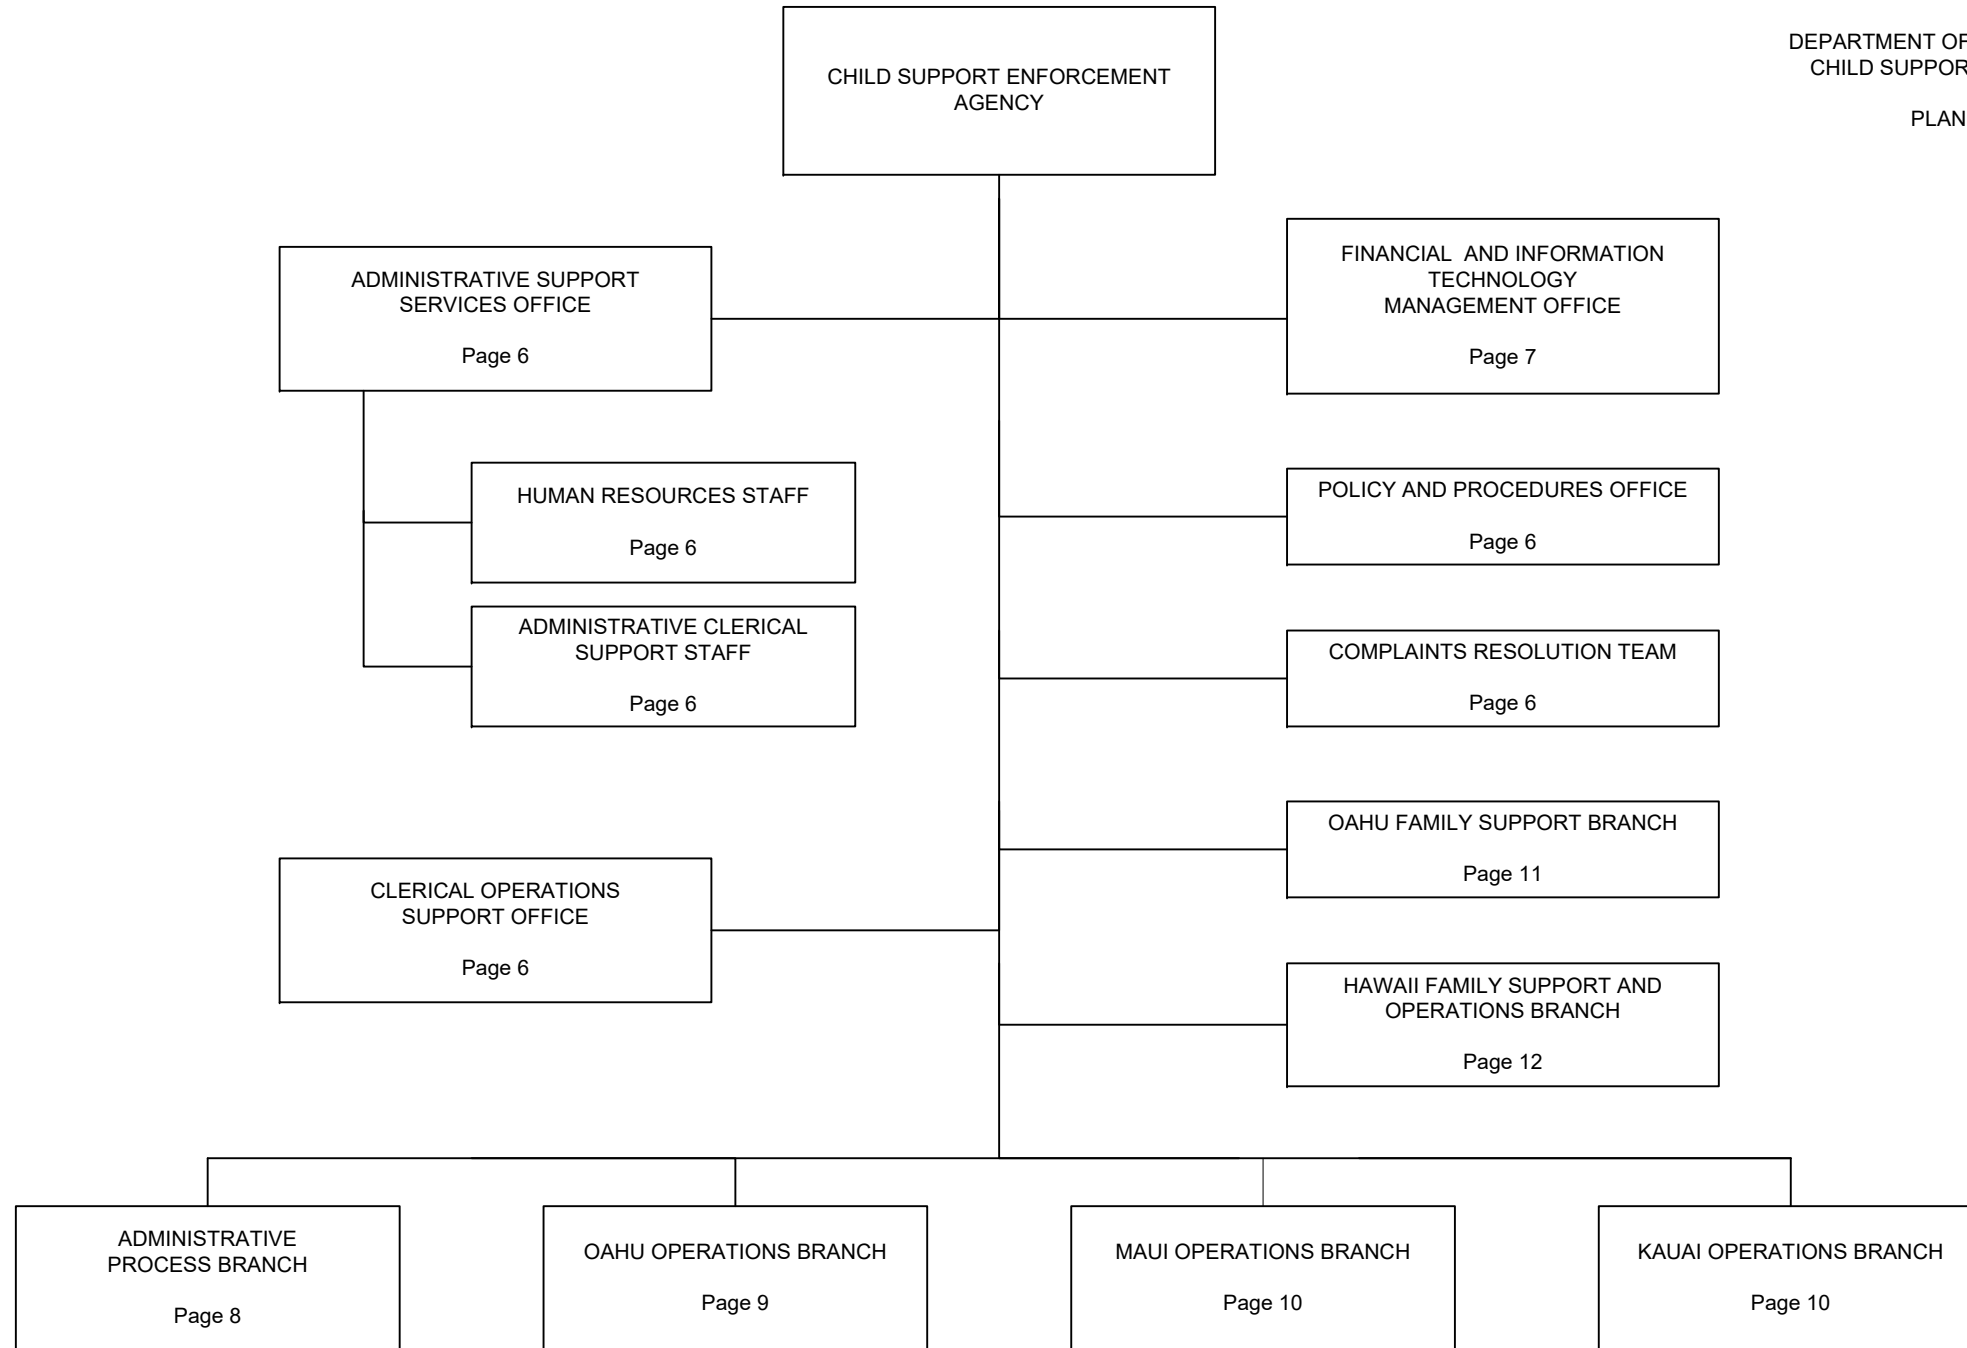 DEPARTMENT OF
CHILD SUPPOR
PLAN
CHILD SUPPORT ENFORCEMENT
AGENCY
ADMINISTRATIVE SUPPORT
SERVICES OFFICE
Page 6
FINANCIAL  AND INFORMATION
TECHNOLOGY
MANAGEMENT OFFICE
Page 7
HUMAN RESOURCES STAFF
Page 6
POLICY AND PROCEDURES OFFICE
Page 6
ADMINISTRATIVE CLERICAL
SUPPORT STAFF
Page 6
COMPLAINTS RESOLUTION TEAM
Page 6
OAHU FAMILY SUPPORT BRANCH
Page 11
CLERICAL OPERATIONS
SUPPORT OFFICE
Page 6
HAWAII FAMILY SUPPORT AND
OPERATIONS BRANCH
Page 12
ADMINISTRATIVE
PROCESS BRANCH
Page 8
OAHU OPERATIONS BRANCH
Page 9
MAUI OPERATIONS BRANCH
Page 10
KAUAI OPERATIONS BRANCH
Page 10